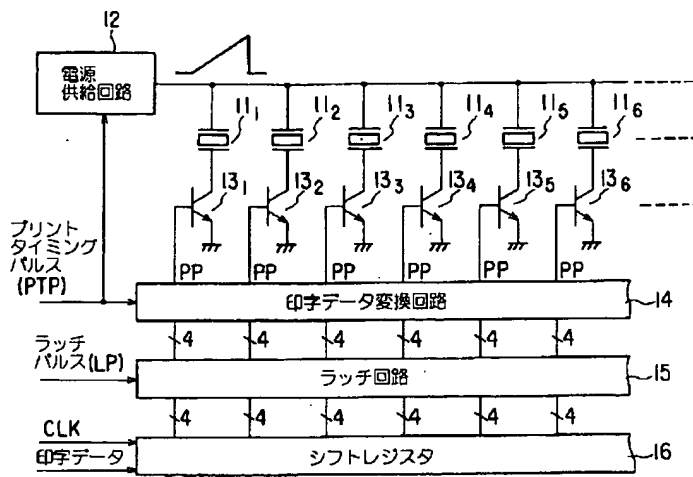 12
電源
供給回路
11₁ 11₂ 11₃ 11₄ 11₅ 11₆
13₁ 13₂ 13₃ 13₄ 13₅ 13₆
プリント
タイミング
パルス
(PTP)
PP PP PP PP PP PP
印字データ変換回路
14
4 4 4 4 4 4
ラッチ
パルス(LP)
ラッチ回路
15
4 4 4 4 4 4
CLK
印字データ
シフトレジスタ
16